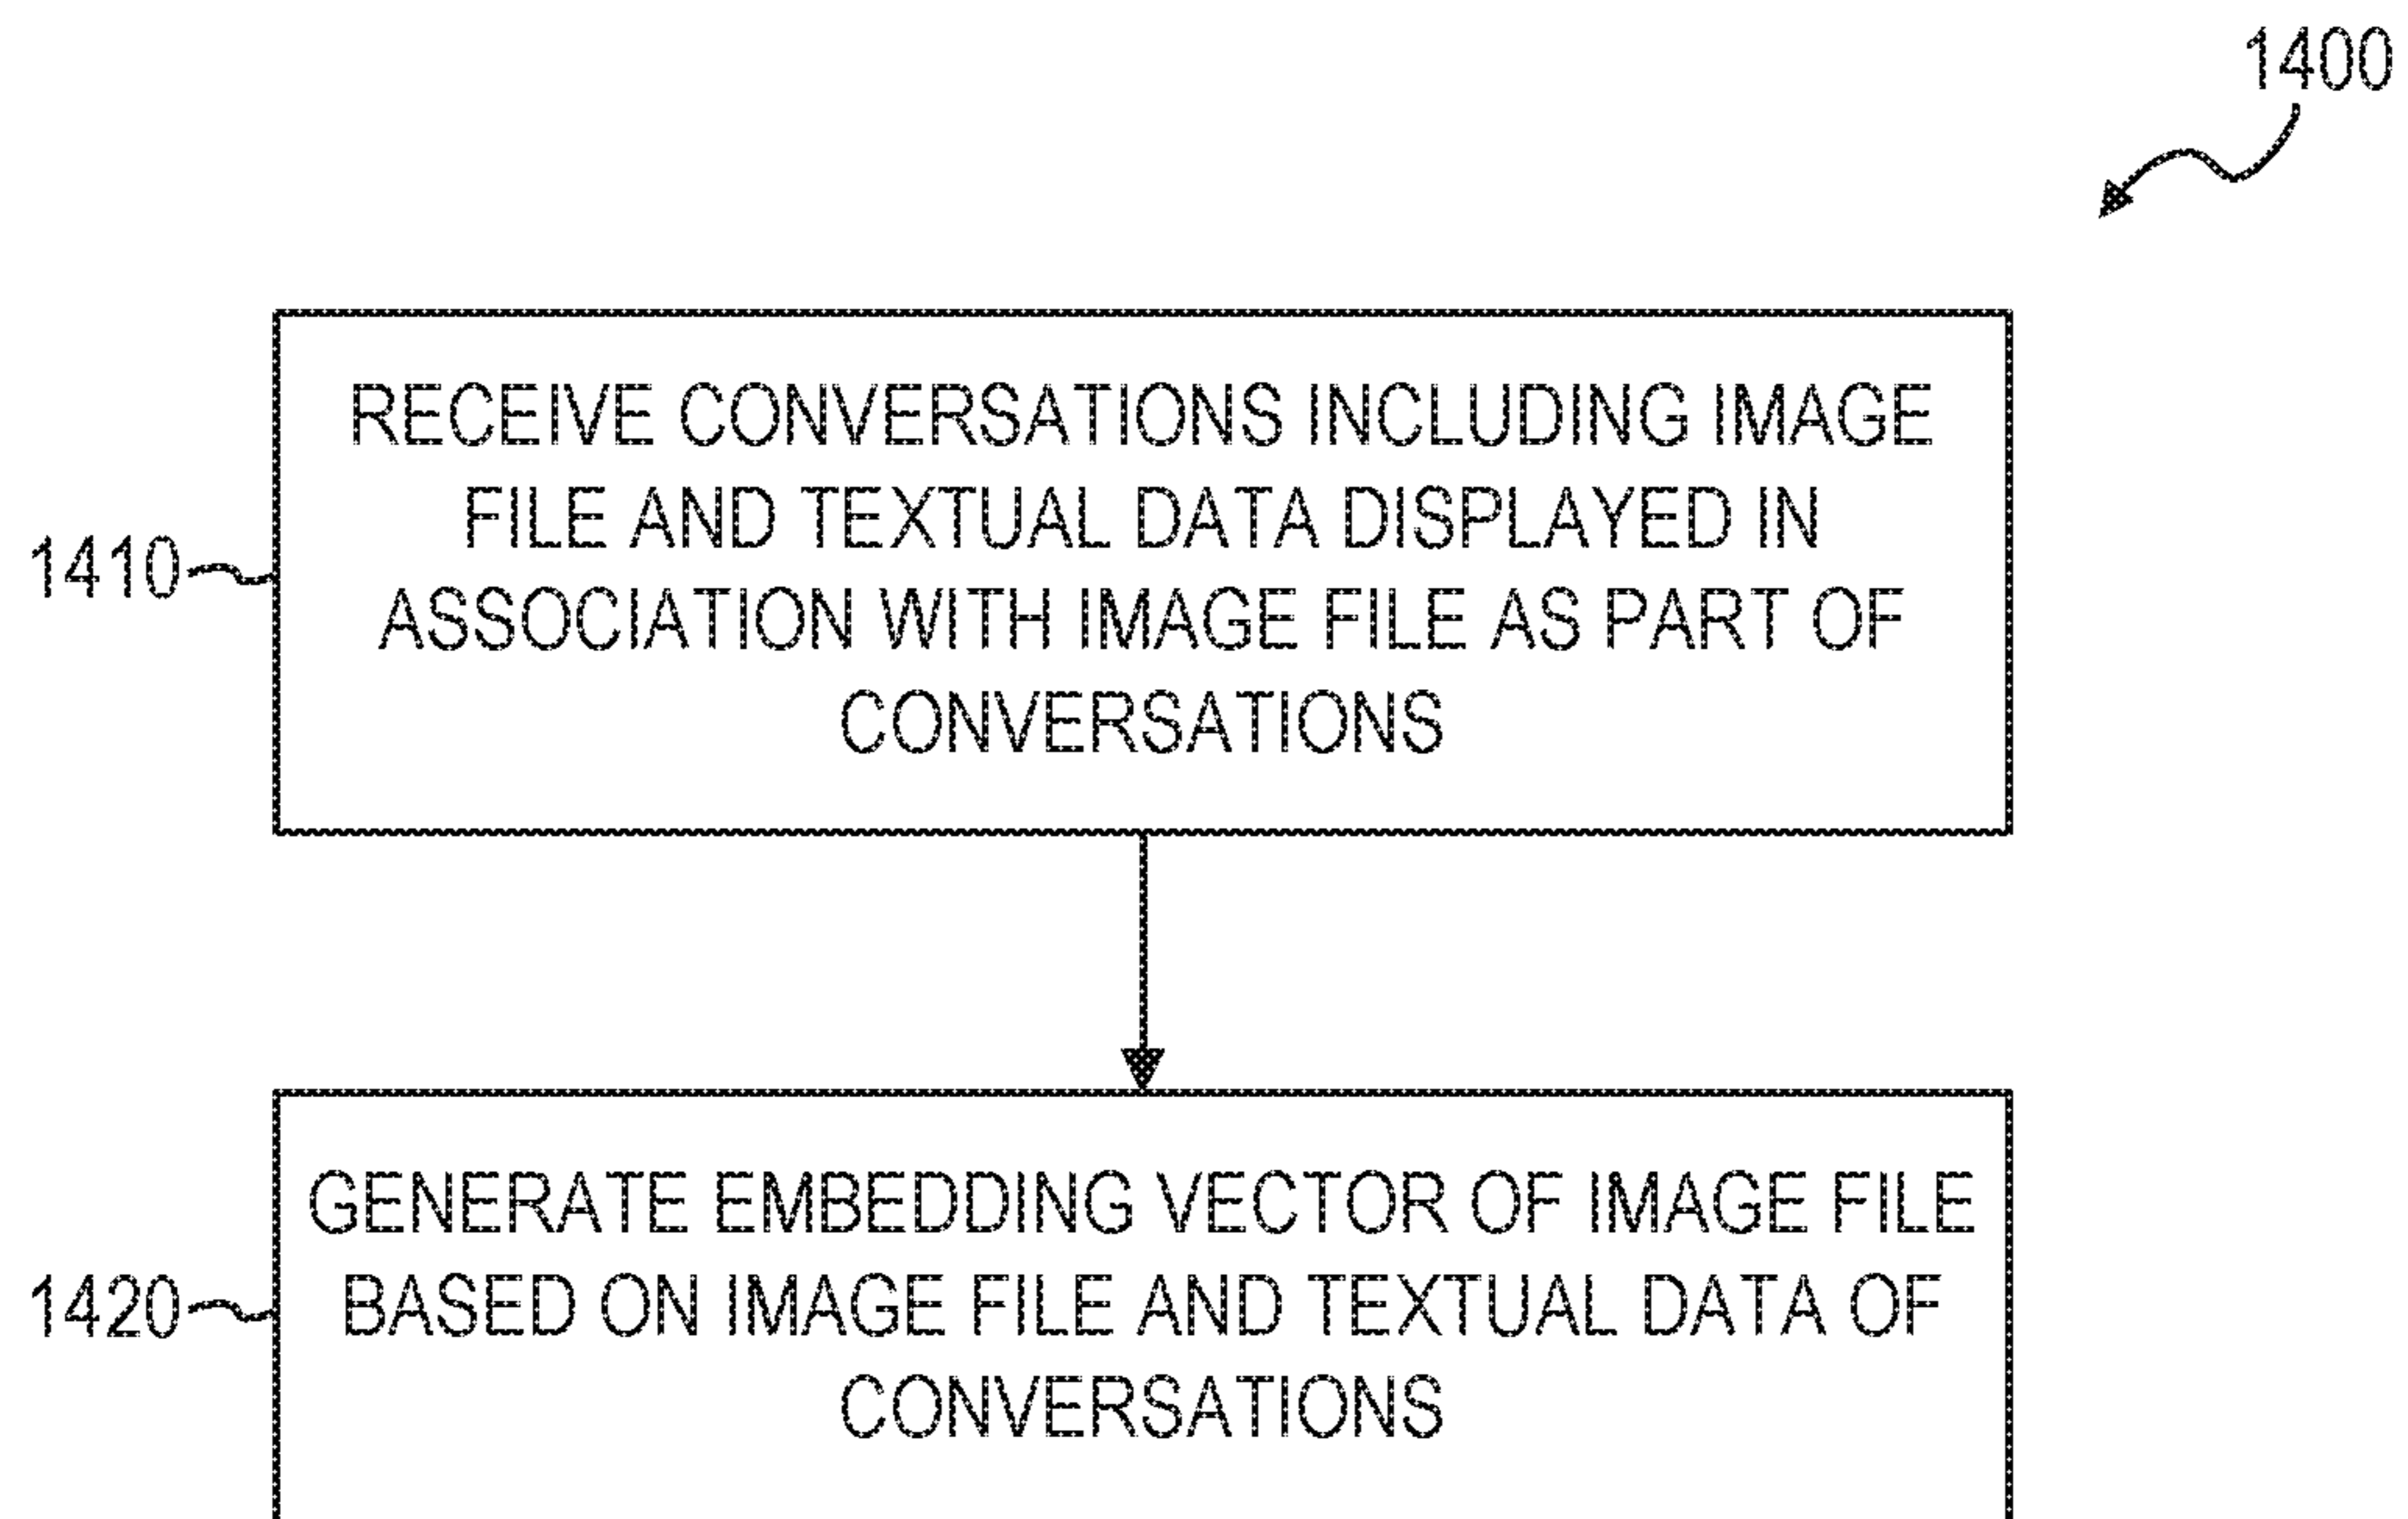 1400
RECEIVE CONVERSATIONS INCLUDING IMAGE
FILE AND TEXTUAL DATA DISPLAYED IN
ASSOCIATION WITH IMAGE FILE AS PART OF
CONVERSATIONS
1410
GENERATE EMBEDDING VECTOR OF IMAGE FILE
BASED ON IMAGE FILE AND TEXTUAL DATA OF
CONVERSATIONS
1420